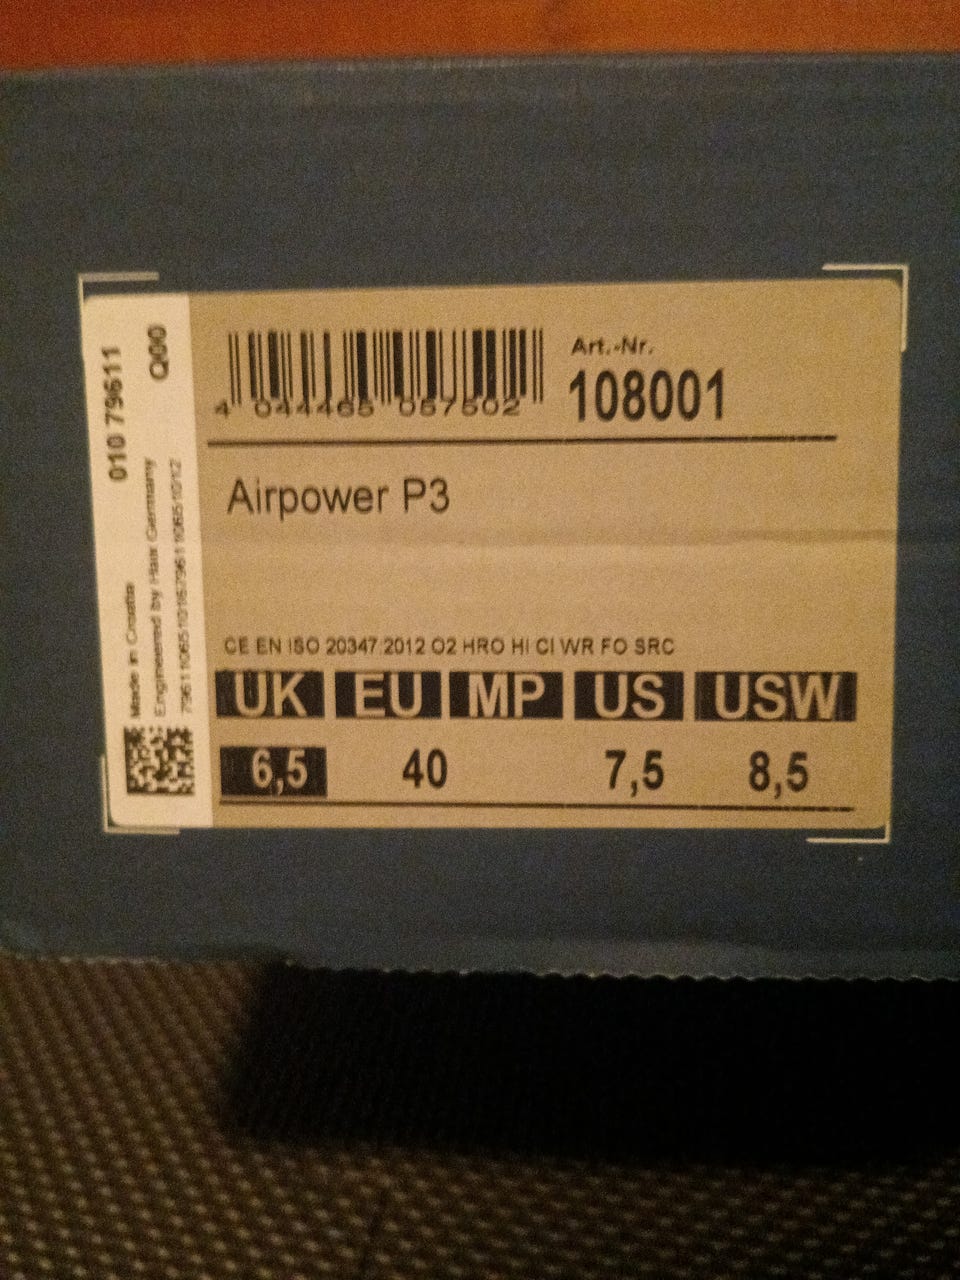 010 79611
Q00
Made in Croatia
Engineered by Haix Germany
4 044465 057502
Art.-Nr.
108001
Airpower P3
CE EN ISO 20347:2012 O2 HRO HI CI WR FO SRC
UK EU MP US USW
6,5 40 7,5 8,5